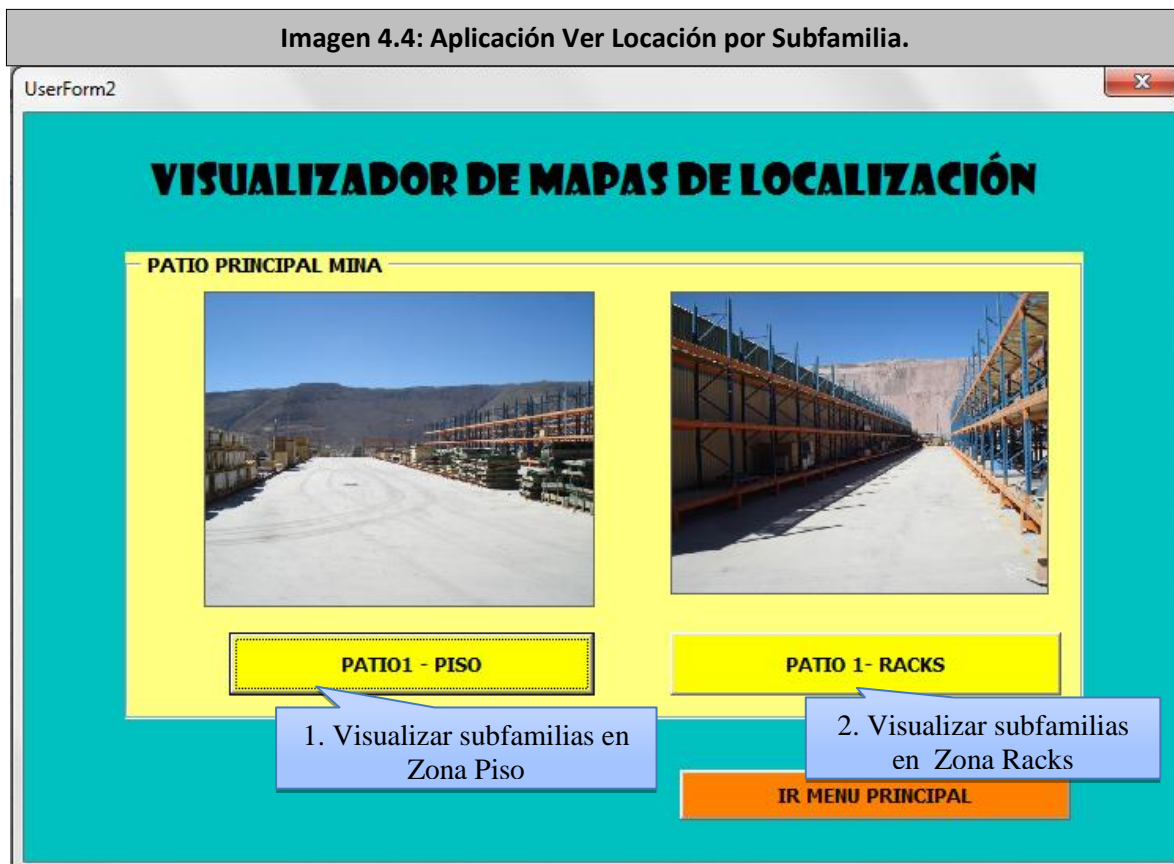 Imagen 4.4: Aplicación Ver Locación por Subfamilia.
UserForm2
VISUALIZADOR DE MAPAS DE LOCALIZACIÓN
PATIO PRINCIPAL MINA
PATIO1 - PISO
PATIO 1- RACKS
1. Visualizar subfamilias en
Zona Piso
2. Visualizar subfamilias
en Zona Racks
IR MENU PRINCIPAL